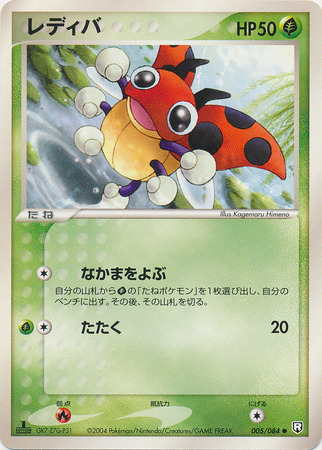 レディバ HP50
たね
Illus.Kagemaru Himeno
なかまをよぶ
自分の山札から の「たねポケモン」を1枚選び出し、自分の
ベンチに出す。その後、その山札を切る。
たたく 20
弱点 抵抗力 にげる
1 EDITION
©2004 Pokémon/Nintendo/Creatures/GAME FREAK
005/084 ●
R